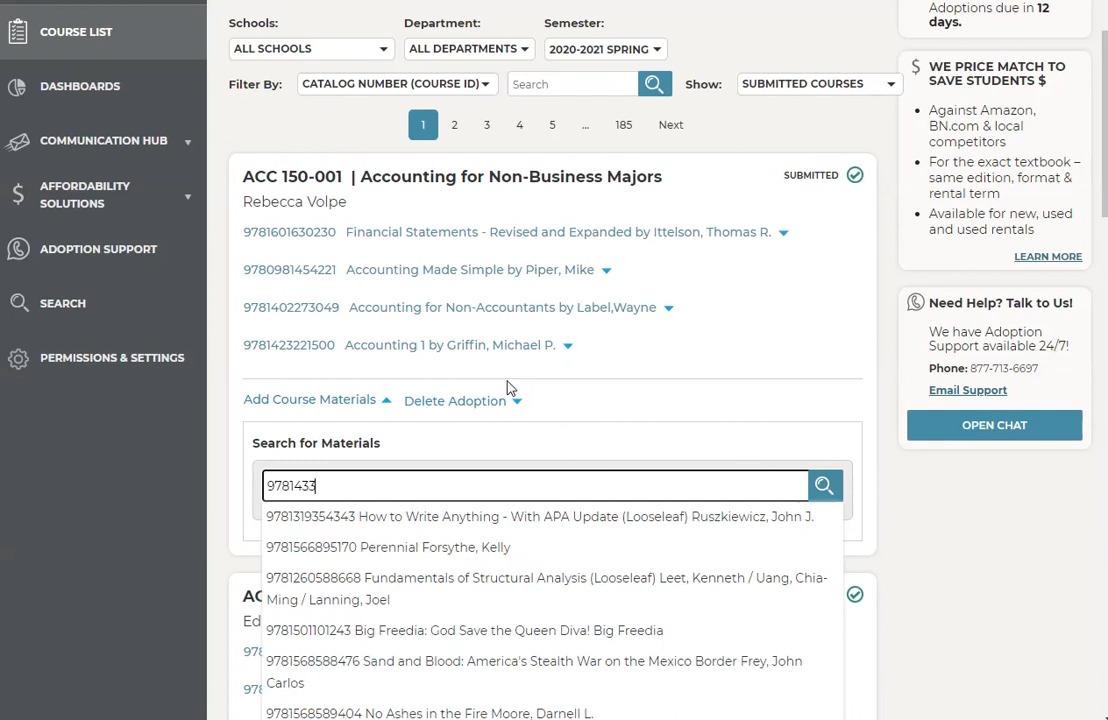 COURSE LIST
DASHBOARDS
COMMUNICATION HUB
AFFORDABILITY
SOLUTIONS
ADOPTION SUPPORT
SEARCH
PERMISSIONS & SETTINGS
Schools:
Department:
Semester:
ALL SCHOOLS
ALL DEPARTMENTS
2020-2021 SPRING
Filter By:
CATALOG NUMBER (COURSE ID)
Search
Show:
SUBMITTED COURSES
1 2 3 4 5 ... 185 Next
ACC 150-001 | Accounting for Non-Business Majors
SUBMITTED
Rebecca Volpe
9781601630230 Financial Statements - Revised and Expanded by Ittelson, Thomas R.
9780981454221 Accounting Made Simple by Piper, Mike
9781402273049 Accounting for Non-Accountants by Label,Wayne
9781423221500 Accounting 1 by Griffin, Michael P.
Add Course Materials
Delete Adoption
Search for Materials
9781433
9781319354343 How to Write Anything - With APA Update (Looseleaf) Ruszkiewicz, John J.
9781566895170 Perennial Forsythe, Kelly
9781260588668 Fundamentals of Structural Analysis (Looseleaf) Leet, Kenneth / Uang, Chia-
Ming / Lanning, Joel
9781501101243 Big Freedia: God Save the Queen Diva! Big Freedia
9781568588476 Sand and Blood: America's Stealth War on the Mexico Border Frey, John
Carlos
9781568589404 No Ashes in the Fire Moore, Darnell L.
AC
Ed
978
978
Adoptions due in 12
days.
$ WE PRICE MATCH TO
SAVE STUDENTS $
• Against Amazon,
BN.com & local
competitors
• For the exact textbook –
same edition, format &
rental term
• Available for new, used
and used rentals
LEARN MORE
Need Help? Talk to Us!
We have Adoption
Support available 24/7!
Phone: 877-713-6697
Email Support
OPEN CHAT